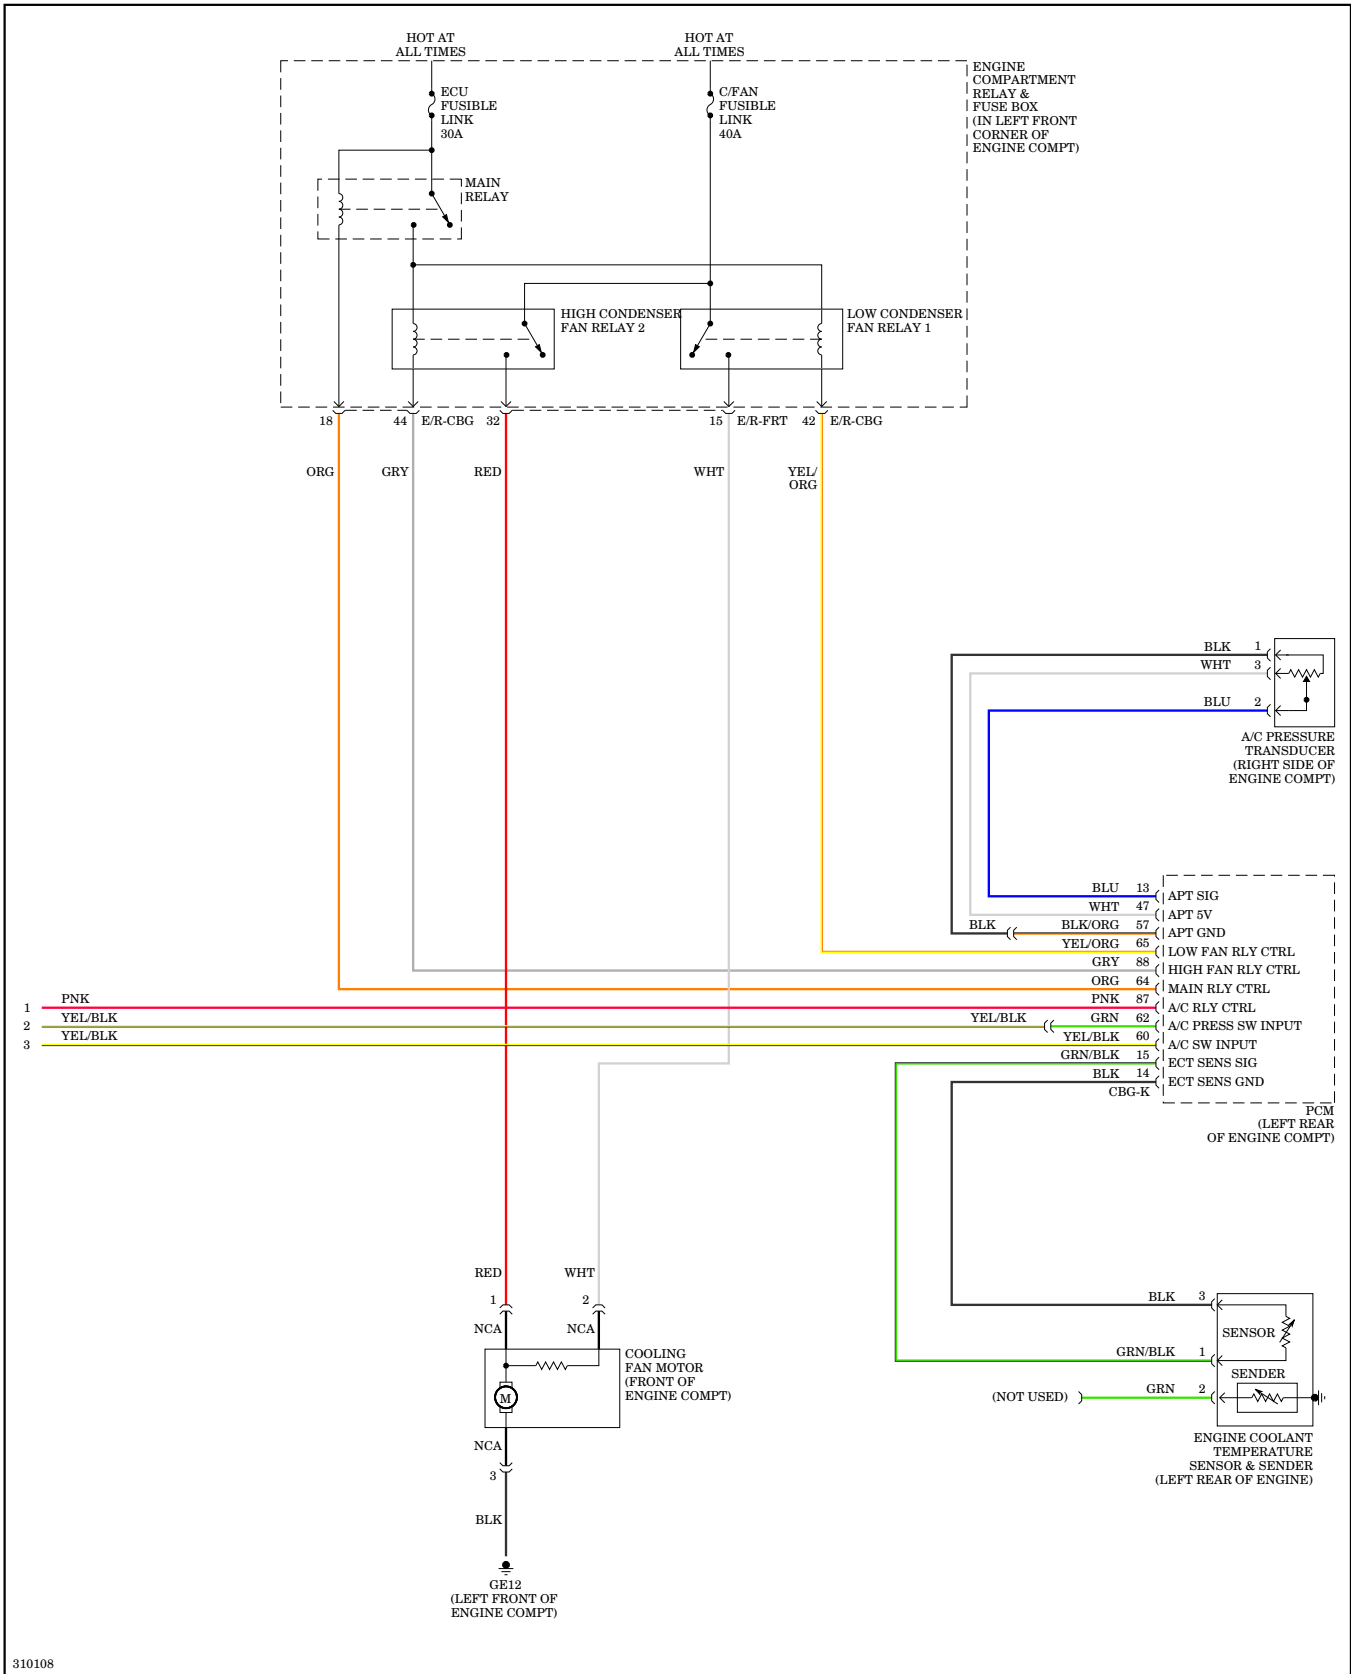 HOT AT
ALL TIMES
HOT AT
ALL TIMES
ECU
FUSIBLE
LINK
30A
C/FAN
FUSIBLE
LINK
40A
ENGINE
COMPARTMENT
RELAY &
FUSE BOX
(IN LEFT FRONT
CORNER OF
ENGINE COMPT)
MAIN
RELAY
HIGH CONDENSER
FAN RELAY 2
LOW CONDENSER
FAN RELAY 1
18
44
E/R-CBG
32
15
E/R-FRT
42
E/R-CBG
ORG
GRY
RED
WHT
YEL/
ORG
BLK 1
WHT 3
BLU 2
A/C PRESSURE
TRANSDUCER
(RIGHT SIDE OF
ENGINE COMPT)
BLU 13 APT SIG
WHT 47 APT 5V
BLK BLK/ORG 57 APT GND
YEL/ORG 65 LOW FAN RLY CTRL
GRY 88 HIGH FAN RLY CTRL
ORG 64 MAIN RLY CTRL
1 PNK PNK 87 A/C RLY CTRL
2 YEL/BLK YEL/BLK GRN 62 A/C PRESS SW INPUT
3 YEL/BLK YEL/BLK 60 A/C SW INPUT
GRN/BLK 15 ECT SENS SIG
BLK 14 ECT SENS GND
CBG-K
PCM
(LEFT REAR
OF ENGINE COMPT)
RED
WHT
1
2
NCA
NCA
COOLING
FAN MOTOR
(FRONT OF
ENGINE COMPT)
M
NCA
3
BLK
GE12
(LEFT FRONT OF
ENGINE COMPT)
BLK 3
SENSOR
GRN/BLK 1
SENDER
(NOT USED) GRN 2
ENGINE COOLANT
TEMPERATURE
SENSOR & SENDER
(LEFT REAR OF ENGINE)
310108